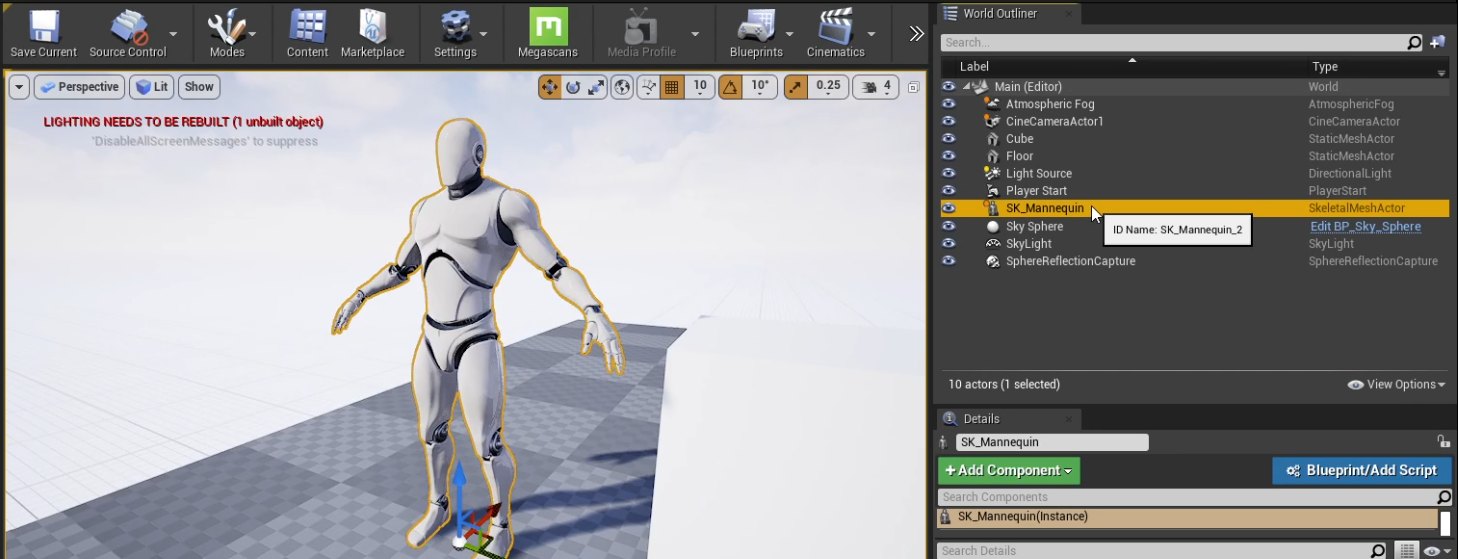 Save Current
Source Control
Modes
Content
Marketplace
Settings
Megascans
Media Profile
Blueprints
Cinematics
Perspective
Lit
Show
10
10°
0.25
4
LIGHTING NEEDS TO BE REBUILT (1 unbuilt object)
'DisableAllScreenMessages' to suppress
World Outliner
Search...
Label Type
Main (Editor) World
Atmospheric Fog AtmosphericFog
CineCameraActor1 CineCameraActor
Cube StaticMeshActor
Floor StaticMeshActor
Light Source DirectionalLight
Player Start PlayerStart
SK_Mannequin SkeletalMeshActor
Sky Sphere Edit BP_Sky_Sphere
ID Name: SK_Mannequin_2
SkyLight SkyLight
SphereReflectionCapture SphereReflectionCapture
10 actors (1 selected) View Options
Details
SK_Mannequin
+Add Component Blueprint/Add Script
Search Components
SK_Mannequin(Instance)
Search Details